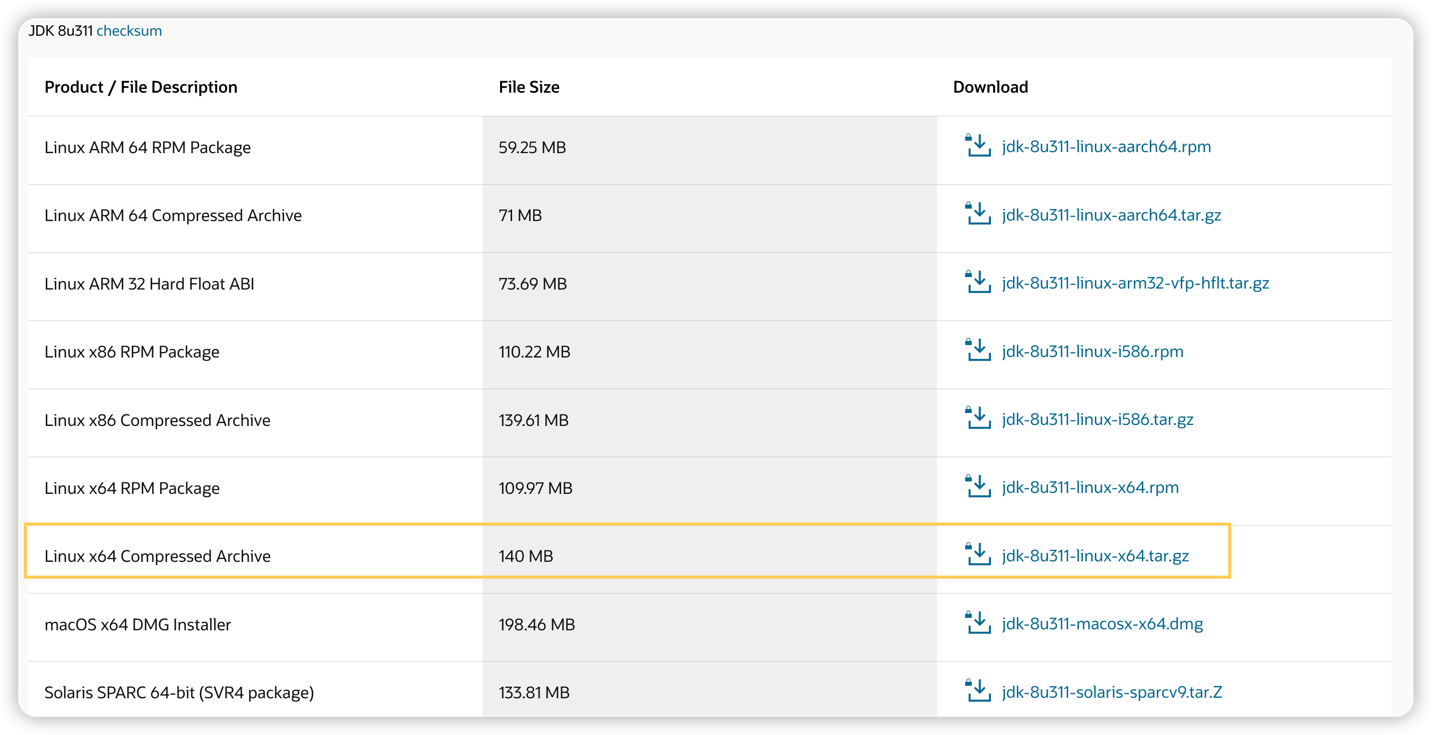 JDK 8u311 checksum
Product / File Description File Size Download
Linux ARM 64 RPM Package 59.25 MB jdk-8u311-linux-aarch64.rpm
Linux ARM 64 Compressed Archive 71 MB jdk-8u311-linux-aarch64.tar.gz
Linux ARM 32 Hard Float ABI 73.69 MB jdk-8u311-linux-arm32-vfp-hflt.tar.gz
Linux x86 RPM Package 110.22 MB jdk-8u311-linux-i586.rpm
Linux x86 Compressed Archive 139.61 MB jdk-8u311-linux-i586.tar.gz
Linux x64 RPM Package 109.97 MB jdk-8u311-linux-x64.rpm
Linux x64 Compressed Archive 140 MB jdk-8u311-linux-x64.tar.gz
macOS x64 DMG Installer 198.46 MB jdk-8u311-macosx-x64.dmg
Solaris SPARC 64-bit (SVR4 package) 133.81 MB jdk-8u311-solaris-sparcv9.tar.Z